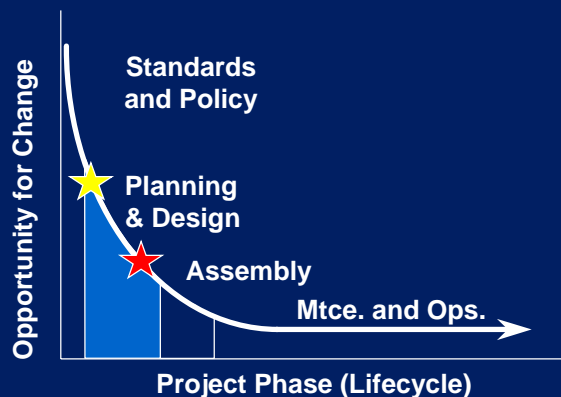 Opportunity for Change
Standards
and Policy
Planning
& Design
Assembly
Mtce. and Ops.
Project Phase (Lifecycle)